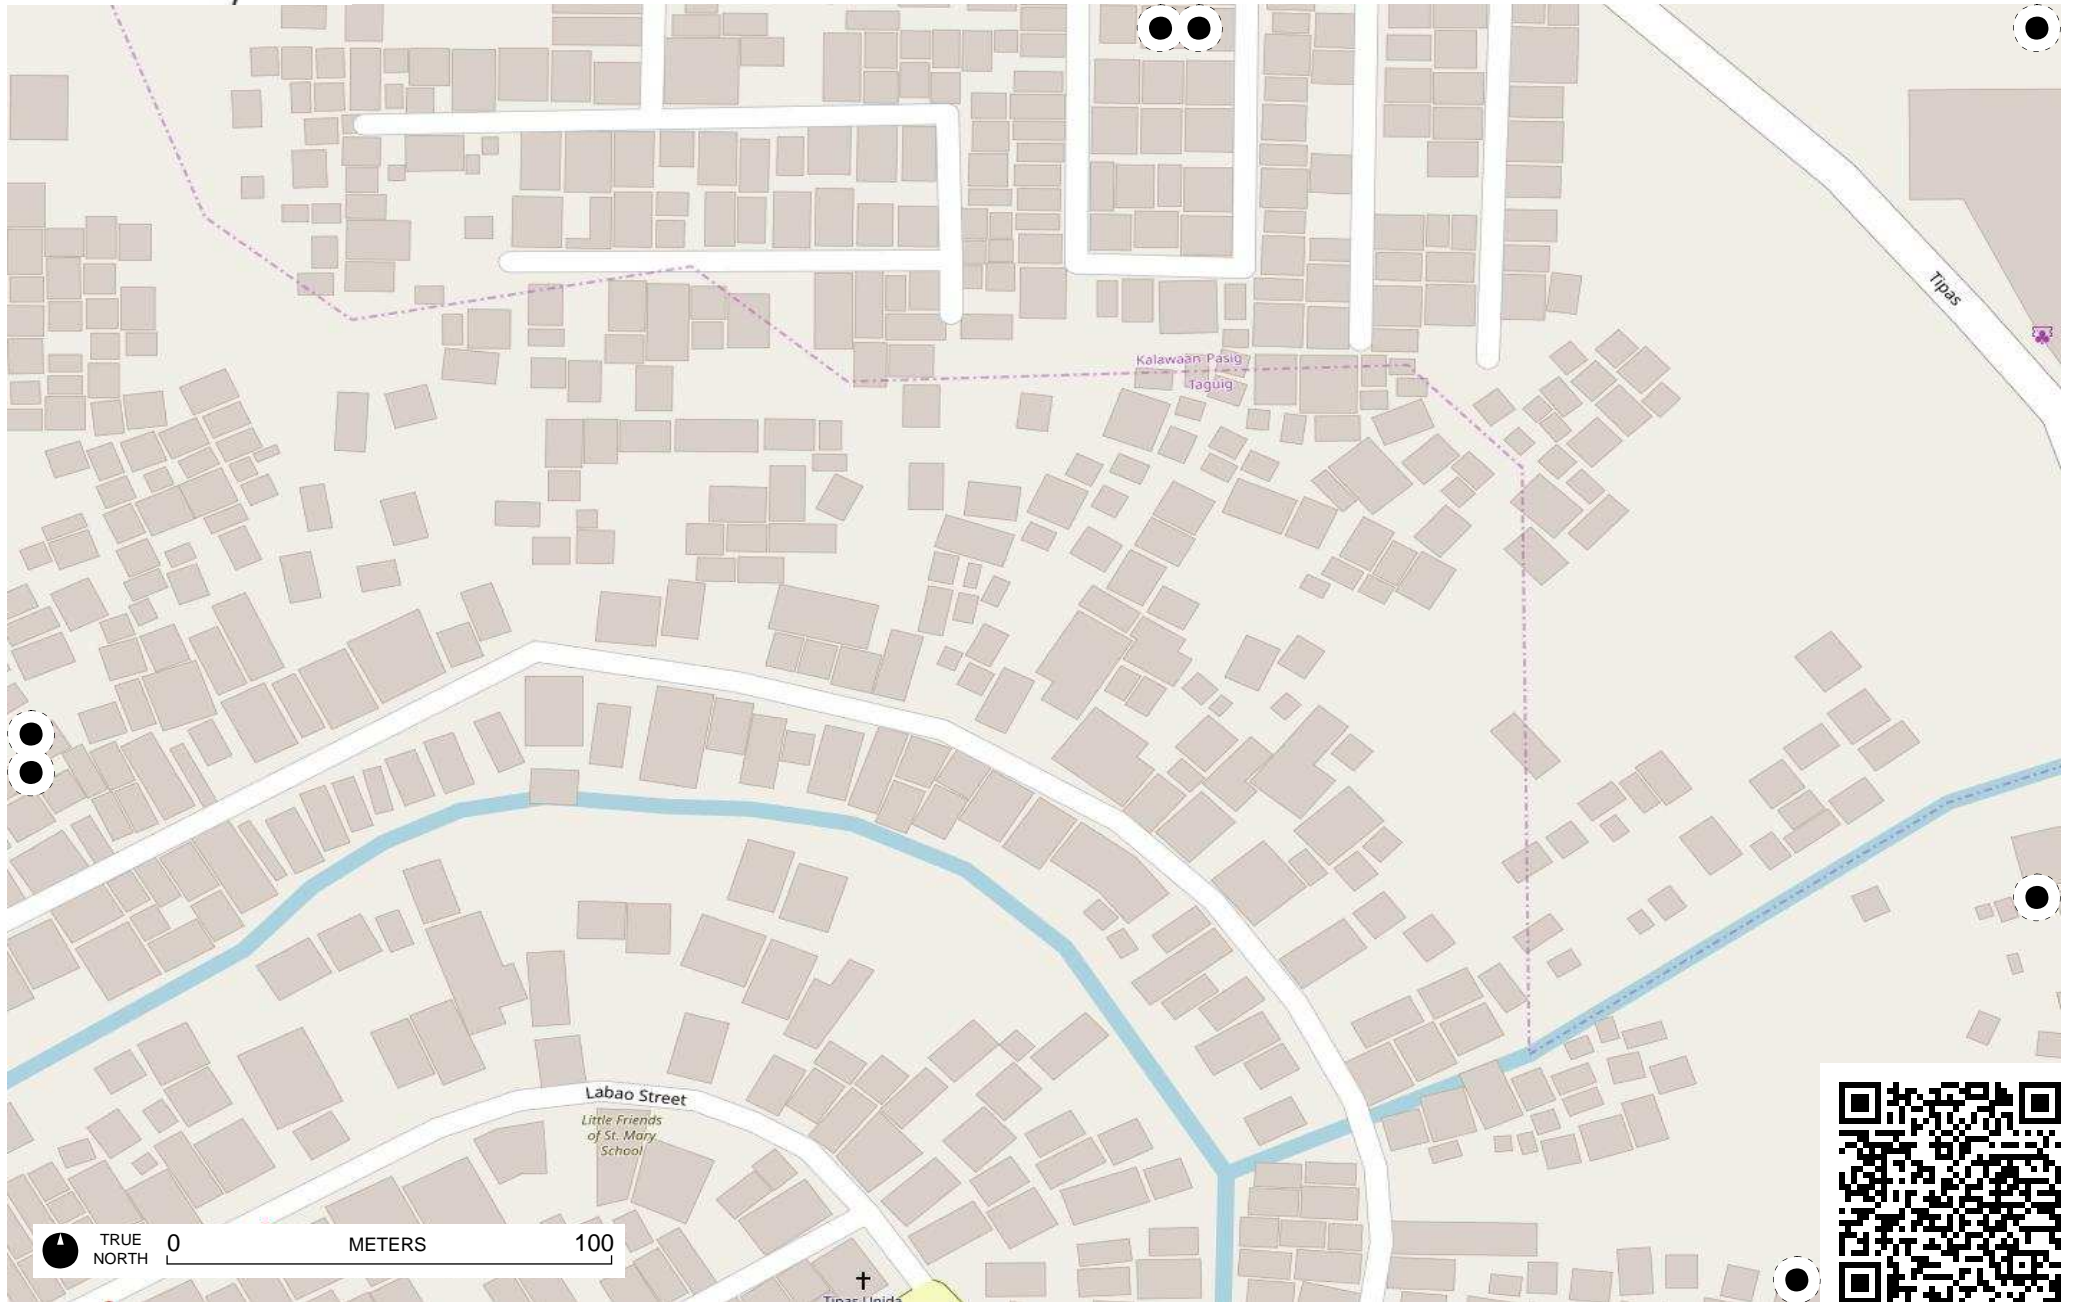 Kalawaan Pasig
Taguig
Tipas
Labao Street
Little Friends
of St. Mary
School
TRUE
NORTH
0
METERS
100